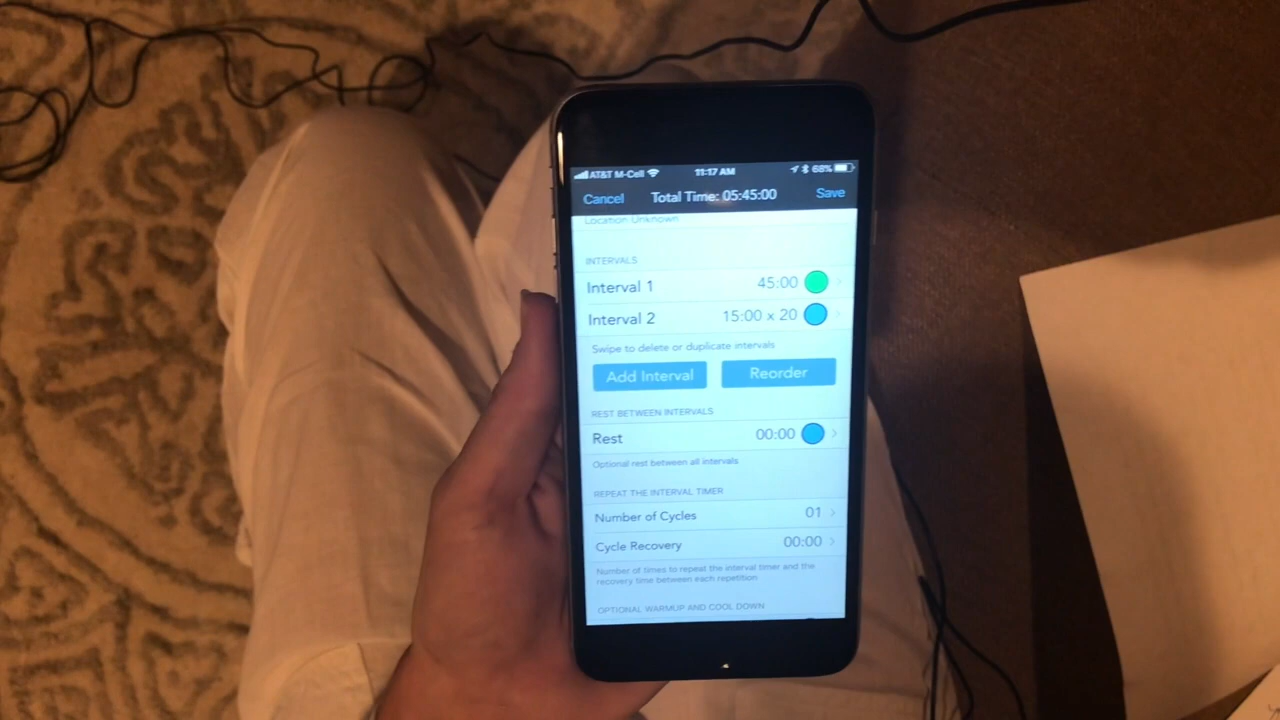 AT&T M-Cell 11:17 AM 68%
Cancel Total Time: 05:45:00 Save
Location Unknown
INTERVALS
Interval 1 45:00
Interval 2 15:00 x 20
Swipe to delete or duplicate intervals
Add Interval Reorder
REST BETWEEN INTERVALS
Rest 00:00
Optional rest between all intervals
REPEAT THE INTERVAL TIMER
Number of Cycles 01
Cycle Recovery 00:00
Number of times to repeat the interval timer and the
recovery time between each repetition
OPTIONAL WARMUP AND COOL DOWN